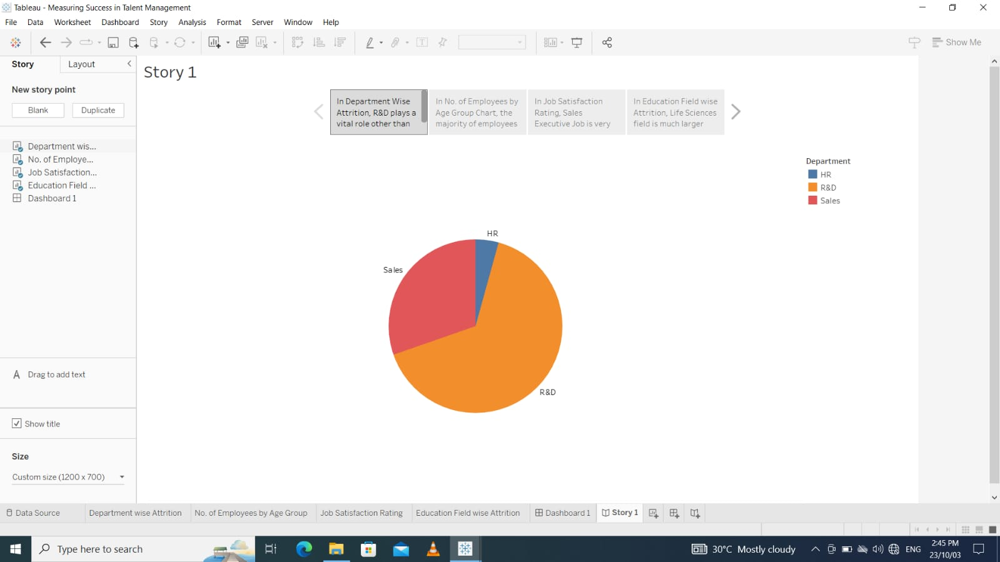 Tableau - Measuring Success in Talent Management
File Data Worksheet Dashboard Story Analysis Format Server Window Help
Show Me
Story Layout
New story point
Blank Duplicate
Department wis...
No. of Employe...
Job Satisfaction...
Education Field ...
Dashboard 1
A Drag to add text
Show title
Size
Custom size (1200 x 700)
Story 1
In Department Wise
Attrition, R&D plays a
vital role other than
In No. of Employees by
Age Group Chart, the
majority of employees
In Job Satisfaction
Rating, Sales
Executive Job is very
In Education Field wise
Attrition, Life Sciences
field is much larger
Department
HR
R&D
Sales
HR
Sales
R&D
Data Source Department wise Attrition No. of Employees by Age Group Job Satisfaction Rating Education Field wise Attrition Dashboard 1 Story 1
Type here to search
30°C Mostly cloudy
ENG
2:45 PM
23/10/03